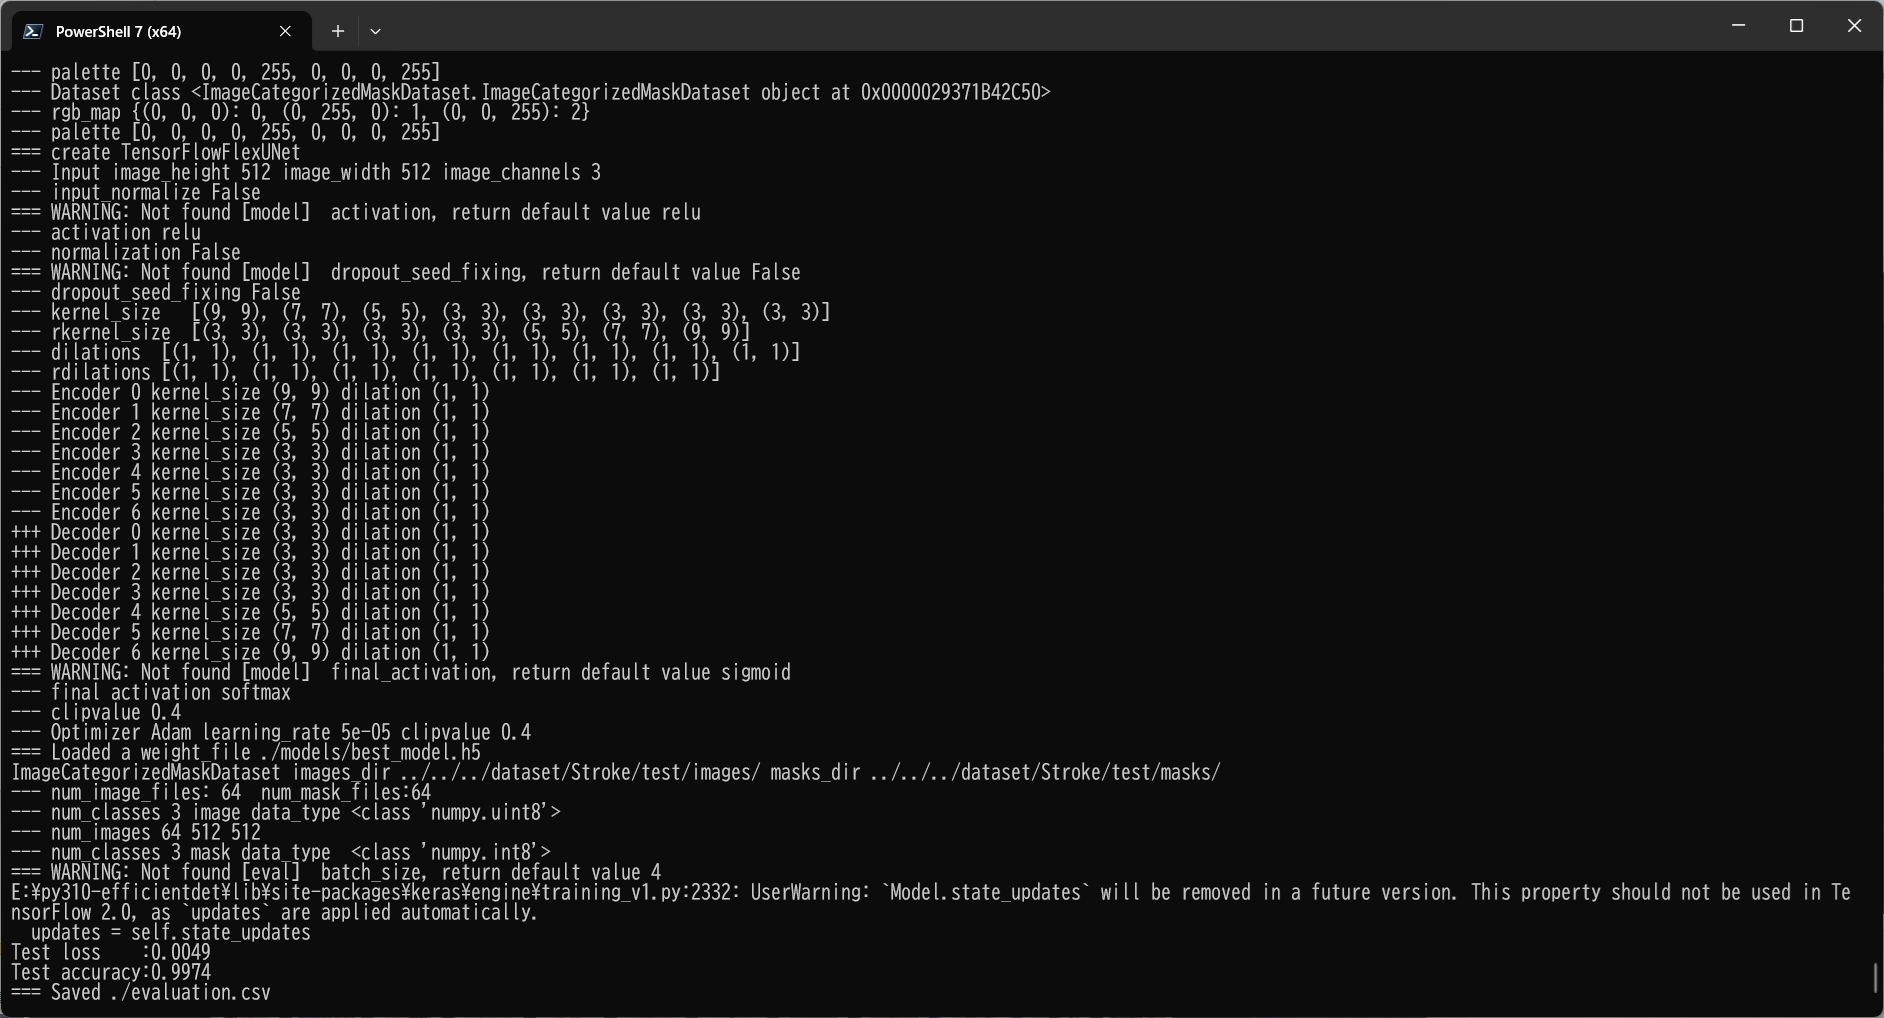 PowerShell 7 (x64)
--- palette [0, 0, 0, 0, 255, 0, 0, 0, 255]
--- Dataset class <ImageCategorizedMaskDataset.ImageCategorizedMaskDataset object at 0x0000029371B42C50>
--- rgb_map {(0, 0, 0): 0, (0, 255, 0): 1, (0, 0, 255): 2}
--- palette [0, 0, 0, 0, 255, 0, 0, 0, 255]
=== create TensorFlowFlexUNet
--- Input image_height 512 image_width 512 image_channels 3
--- input_normalize False
=== WARNING: Not found [model]  activation, return default value relu
--- activation relu
--- normalization False
=== WARNING: Not found [model]  dropout_seed_fixing, return default value False
--- dropout_seed_fixing False
--- kernel_size   [(9, 9), (7, 7), (5, 5), (3, 3), (3, 3), (3, 3), (3, 3), (3, 3)]
--- rkernel_size  [(3, 3), (3, 3), (3, 3), (3, 3), (5, 5), (7, 7), (9, 9)]
--- dilations  [(1, 1), (1, 1), (1, 1), (1, 1), (1, 1), (1, 1), (1, 1), (1, 1)]
--- rdilations [(1, 1), (1, 1), (1, 1), (1, 1), (1, 1), (1, 1), (1, 1)]
--- Encoder 0 kernel_size (9, 9) dilation (1, 1)
--- Encoder 1 kernel_size (7, 7) dilation (1, 1)
--- Encoder 2 kernel_size (5, 5) dilation (1, 1)
--- Encoder 3 kernel_size (3, 3) dilation (1, 1)
--- Encoder 4 kernel_size (3, 3) dilation (1, 1)
--- Encoder 5 kernel_size (3, 3) dilation (1, 1)
--- Encoder 6 kernel_size (3, 3) dilation (1, 1)
+++ Decoder 0 kernel_size (3, 3) dilation (1, 1)
+++ Decoder 1 kernel_size (3, 3) dilation (1, 1)
+++ Decoder 2 kernel_size (3, 3) dilation (1, 1)
+++ Decoder 3 kernel_size (3, 3) dilation (1, 1)
+++ Decoder 4 kernel_size (5, 5) dilation (1, 1)
+++ Decoder 5 kernel_size (7, 7) dilation (1, 1)
+++ Decoder 6 kernel_size (9, 9) dilation (1, 1)
=== WARNING: Not found [model]  final_activation, return default value sigmoid
--- final activation softmax
--- clipvalue 0.4
--- Optimizer Adam learning_rate 5e-05 clipvalue 0.4
=== Loaded a weight_file ./models/best_model.h5
ImageCategorizedMaskDataset images_dir ../../../dataset/Stroke/test/images/ masks_dir ../../../dataset/Stroke/test/masks/
--- num_image_files: 64  num_mask_files:64
--- num_classes 3 image data_type <class 'numpy.uint8'>
--- num_images 64 512 512
--- num_classes 3 mask data_type  <class 'numpy.int8'>
=== WARNING: Not found [eval]  batch_size, return default value 4
E:¥py310-efficientdet¥lib¥site-packages¥keras¥engine¥training_v1.py:2332: UserWarning: `Model.state_updates` will be removed in a future version. This property should not be used in Te
nsorFlow 2.0, as `updates` are applied automatically.
  updates = self.state_updates
Test loss    :0.0049
Test accuracy:0.9974
=== Saved ./evaluation.csv